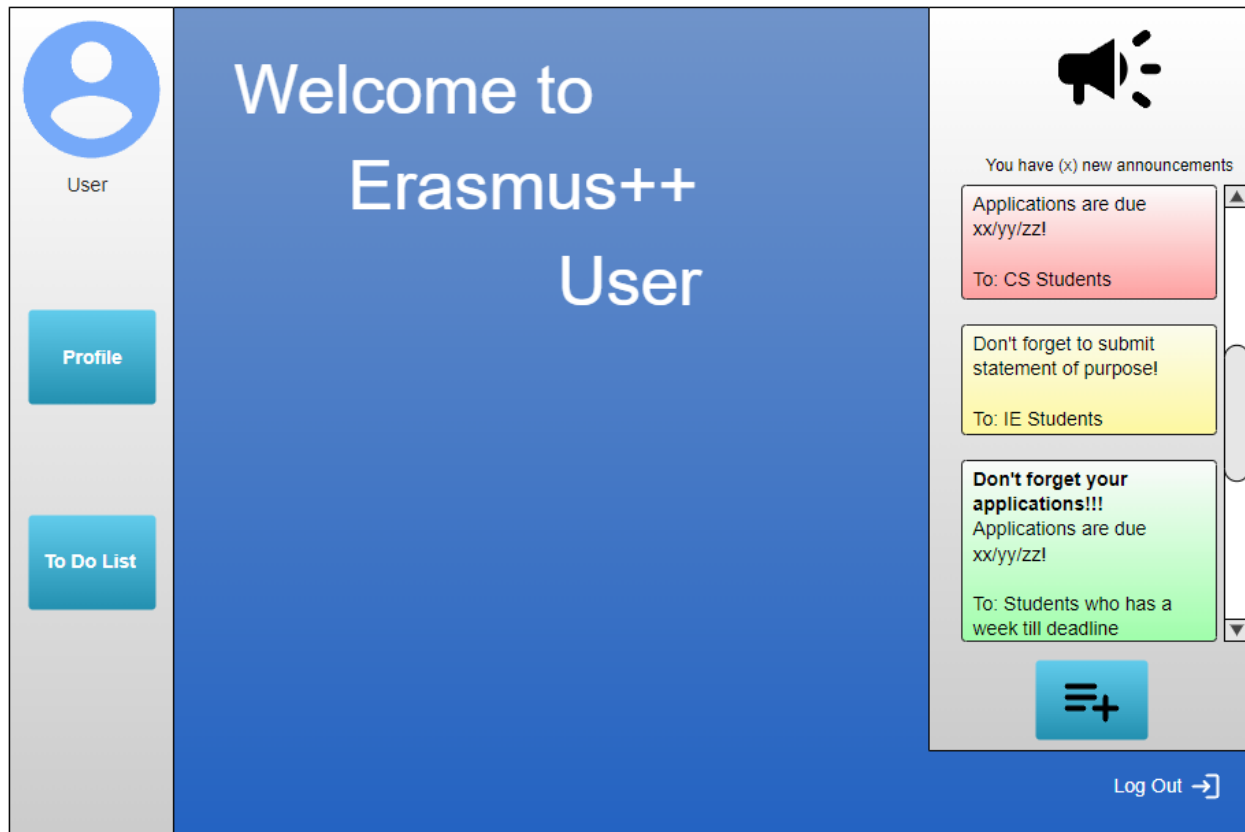 User
Profile
To Do List
Welcome to
Erasmus++
User
You have (x) new announcements
Applications are due
xx/yy/zz!
To: CS Students
Don't forget to submit
statement of purpose!
To: IE Students
Don't forget your
applications!!!
Applications are due
xx/yy/zz!
To: Students who has a
week till deadline
Log Out